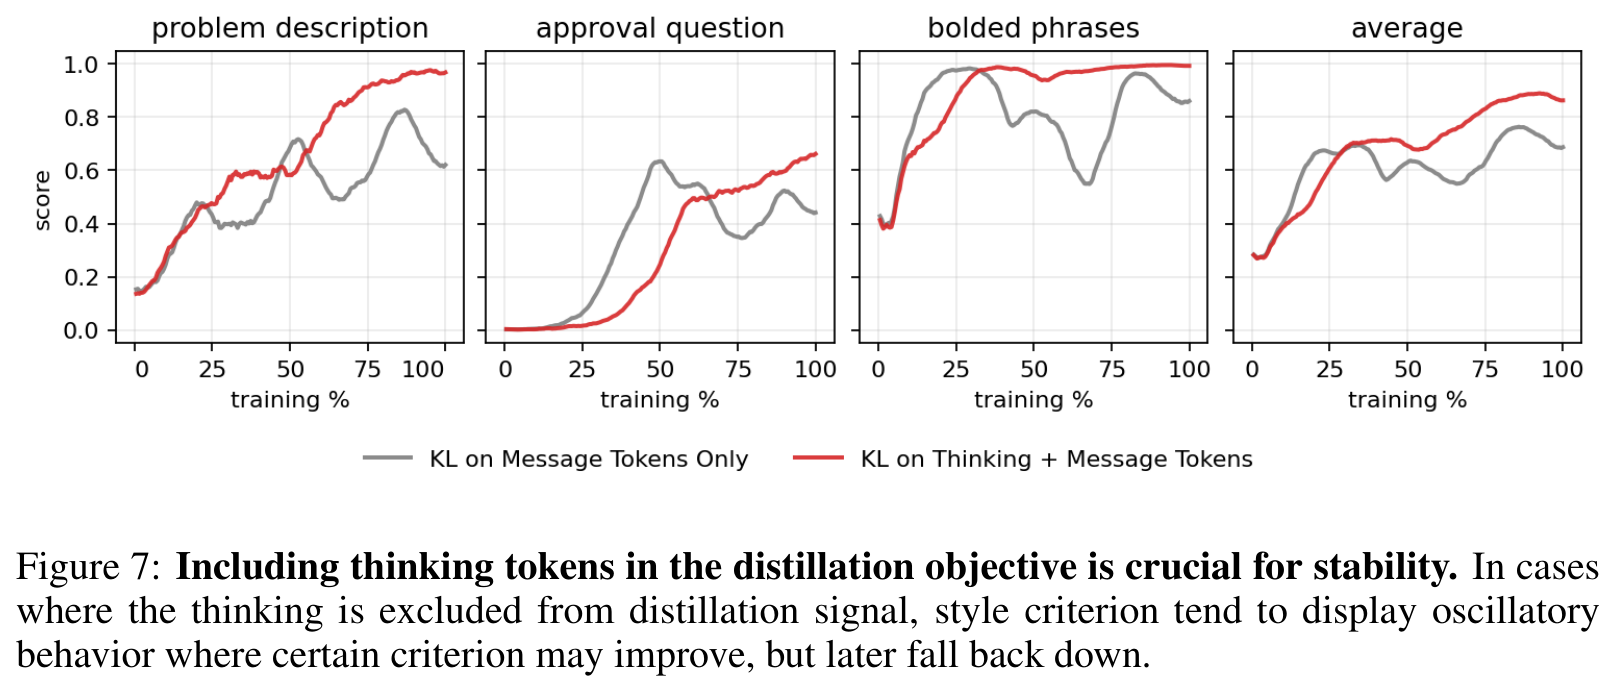 problem description
approval question
bolded phrases
average
score
1.0
0.8
0.6
0.4
0.2
0.0
0 25 50 75 100
0 25 50 75 100
0 25 50 75 100
0 25 50 75 100
training %
training %
training %
training %
KL on Message Tokens Only
KL on Thinking + Message Tokens
Figure 7: Including thinking tokens in the distillation objective is crucial for stability. In cases
where the thinking is excluded from distillation signal, style criterion tend to display oscillatory
behavior where certain criterion may improve, but later fall back down.